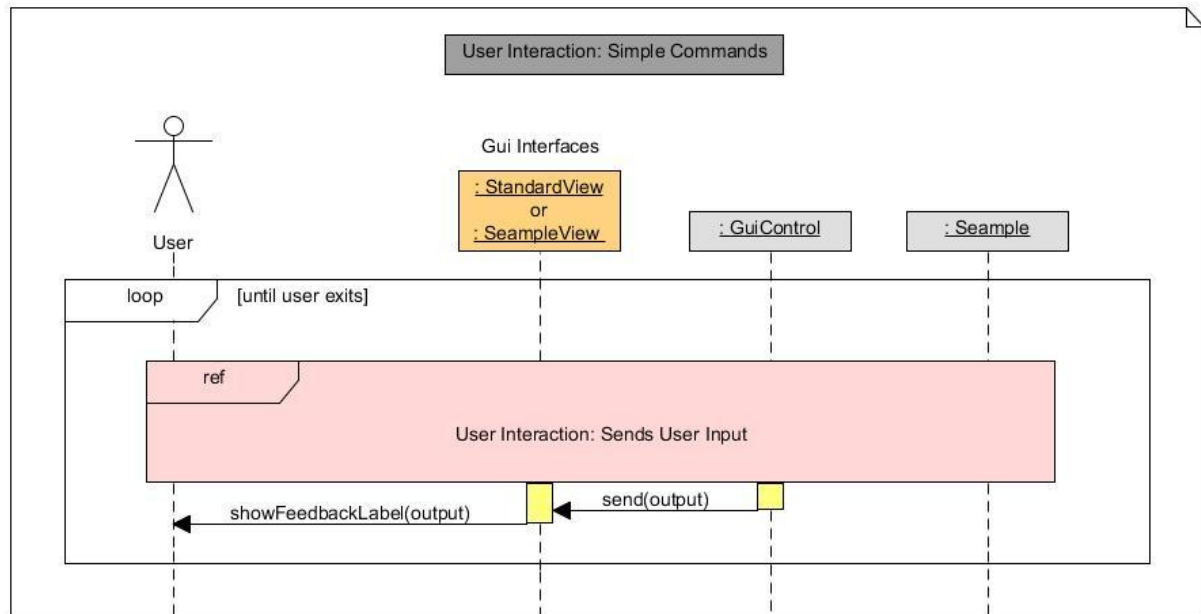 User Interaction: Simple Commands
Gui Interfaces
: StandardView
or
: SeampleView
: GuiControl
: Seample
User
loop
[until user exits]
ref
User Interaction: Sends User Input
send(output)
showFeedbackLabel(output)